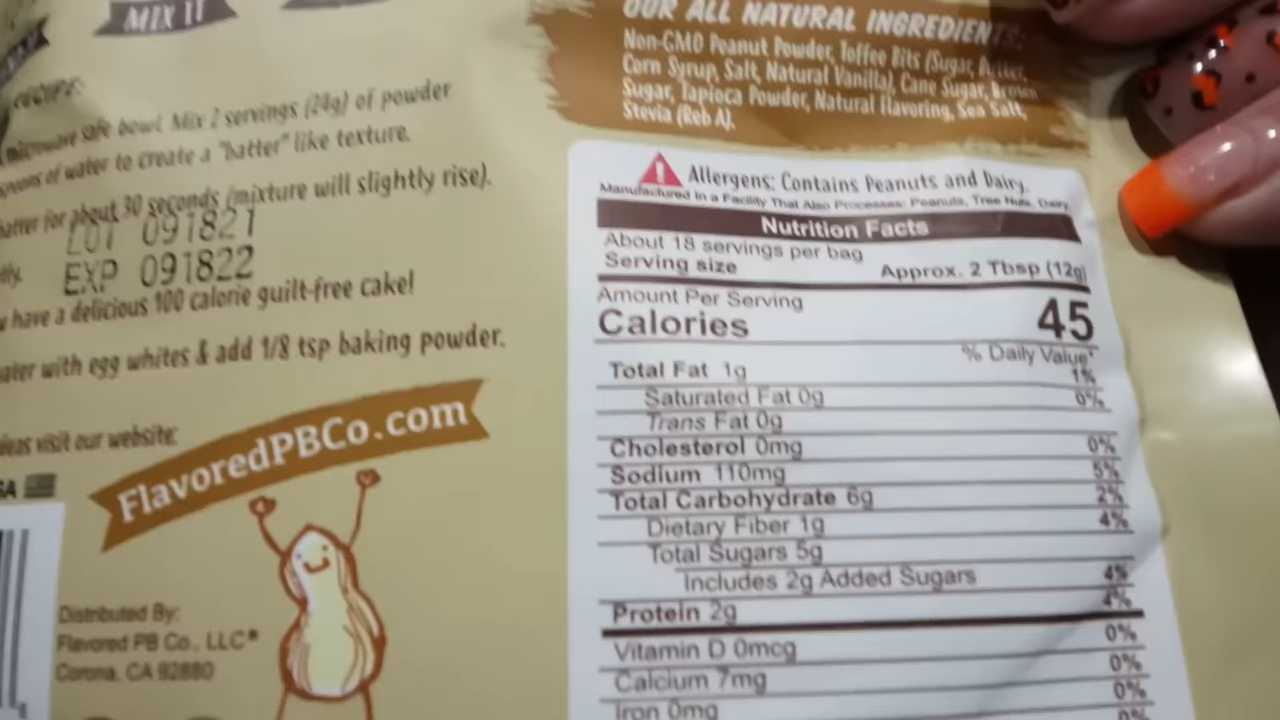 MIX IT
RECIPE:
microwave safe bowl. Mix 2 servings (24g) of powder
of water to create a "batter" like texture.
batter for about 30 seconds (mixture will slightly rise).
LOT 091821
EXP 091822
have a delicious 100 calorie guilt-free cake!
with egg whites & add 1/8 tsp baking powder.
visit our website:
FlavoredPBCo.com
Distributed By:
Flavored PB Co., LLC®
Corona, CA 92880
OUR ALL NATURAL INGREDIENTS:
Non-GMO Peanut Powder, Toffee Bits (Sugar, Butter,
Corn Syrup, Salt, Natural Vanilla), Cane Sugar, Brown
Sugar, Tapioca Powder, Natural Flavoring, Sea Salt,
Stevia (Reb A).
Allergens: Contains Peanuts and Dairy.
Manufactured In a Facility That Also Processes: Peanuts, Tree Nuts, Dairy
Nutrition Facts
About 18 servings per bag
Serving size Approx. 2 Tbsp (12g)
Amount Per Serving
Calories 45
% Daily Value*
Total Fat 1g 1%
Saturated Fat 0g 0%
Trans Fat 0g
Cholesterol 0mg 0%
Sodium 110mg 5%
Total Carbohydrate 6g 2%
Dietary Fiber 1g 4%
Total Sugars 5g
Includes 2g Added Sugars 4%
Protein 2g 4%
Vitamin D 0mcg 0%
Calcium 7mg 0%
Iron 0mg 0%
0%